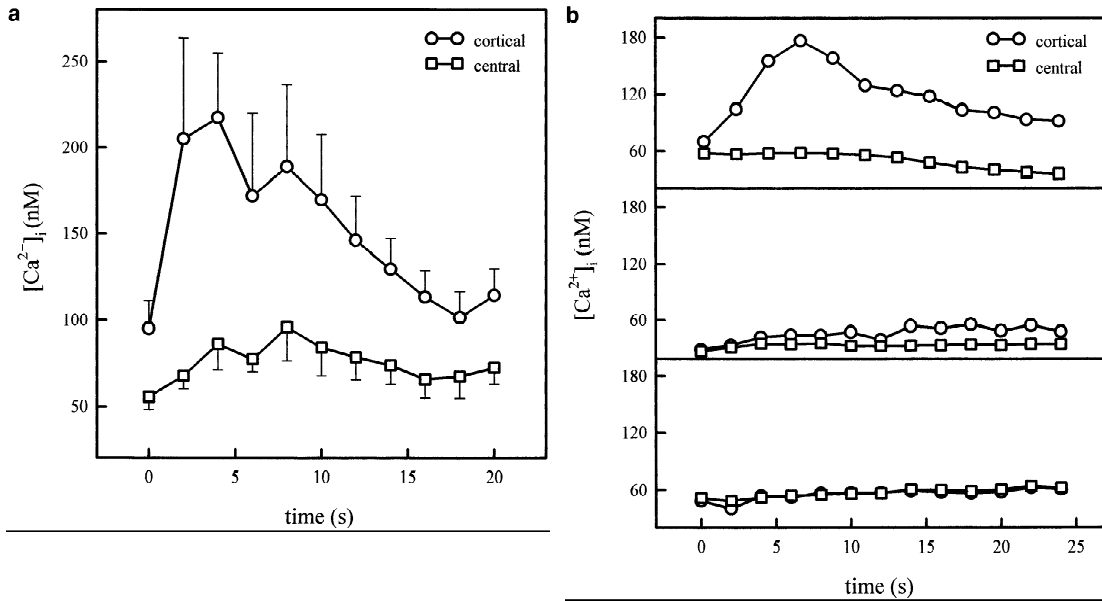 a
250
200
150
100
50
[Ca²⁻]ᵢ (nM)
cortical
central
0 5 10 15 20
time (s)
b
180
120
60
180
120
60
180
120
60
[Ca²⁺]ᵢ (nM)
cortical
central
0 5 10 15 20 25
time (s)